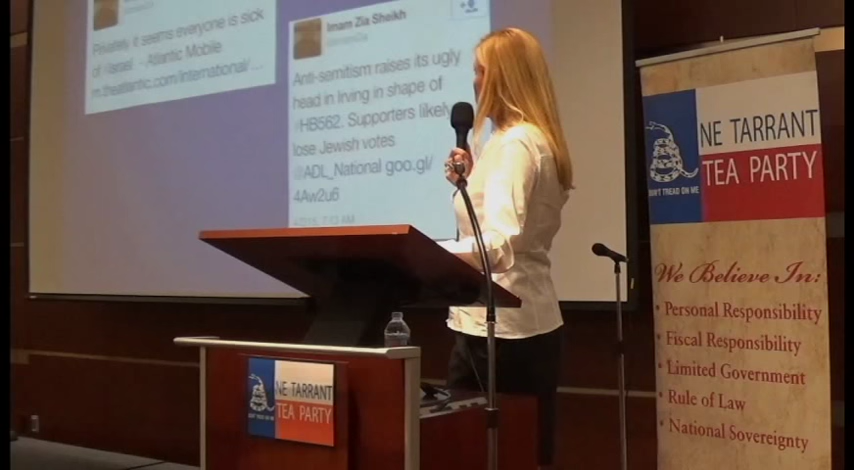 Privately it seems everyone is sick
of #Israel. - Atlantic Mobile
m.theatlantic.com/international/...
Imam Zia Sheikh
Anti-semitism raises its ugly
head in Irving in shape of
#HB562. Supporters likely
lose Jewish votes
@ADL_National goo.gl/
4Aw2u6
NE TARRANT
TEA PARTY
DON'T TREAD ON ME
We Believe In:
• Personal Responsibility
• Fiscal Responsibility
• Limited Government
• Rule of Law
• National Sovereignty
NE TARRANT
TEA PARTY